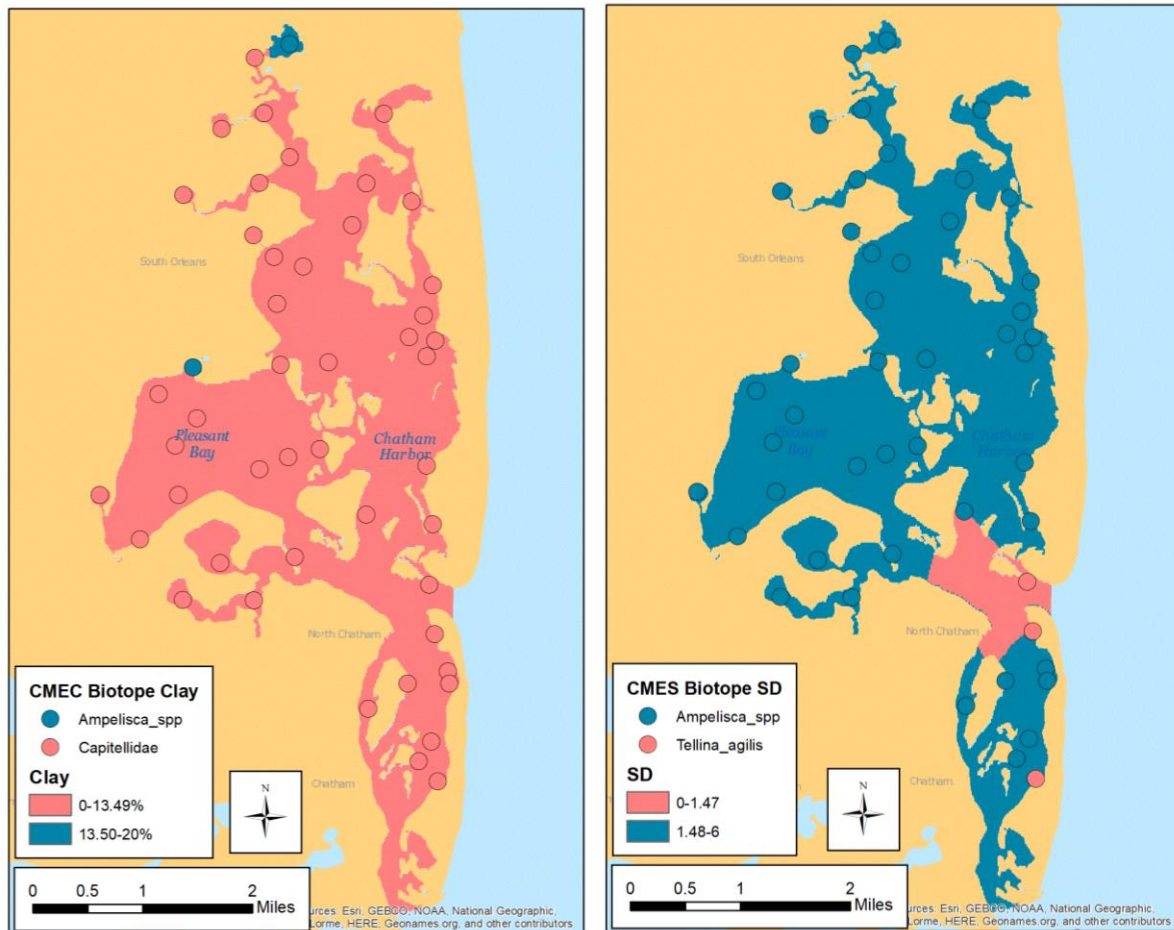 South Orleans
Pleasant
Bay
Chatham
Harbor
North Chatham
Chatham
CMEC Biotope Clay
Ampelisca_spp
Capitellidae
Clay
0-13.49%
13.50-20%
N
0 0.5 1 2
Miles
urces: Esri, GEBCO, NOAA, National Geographic,
Lorme, HERE, Geonames.org, and other contributors
South Orleans
Pleasant
Bay
Chatham
Harbor
North Chatham
Chatham
CMES Biotope SD
Ampelisca_spp
Tellina_agilis
SD
0-1.47
1.48-6
N
0 0.5 1 2
Miles
urces: Esri, GEBCO, NOAA, National Geographic,
Lorme, HERE, Geonames.org, and other contributors